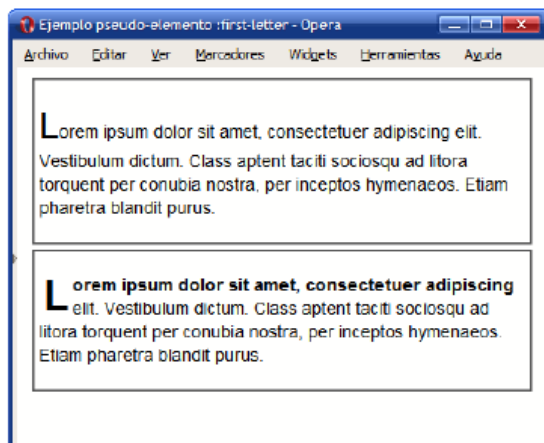 Ejemplo pseudo-elemento :first-letter - Opera
Archivo Editar Ver Marcadores Widgets Herramientas Ayuda
Lorem ipsum dolor sit amet, consectetuer adipiscing elit.
Vestibulum dictum. Class aptent taciti sociosqu ad litora
torquent per conubia nostra, per inceptos hymenaeos. Etiam
pharetra blandit purus.
Lorem ipsum dolor sit amet, consectetuer adipiscing
elit. Vestibulum dictum. Class aptent taciti sociosqu ad
litora torquent per conubia nostra, per inceptos hymenaeos.
Etiam pharetra blandit purus.